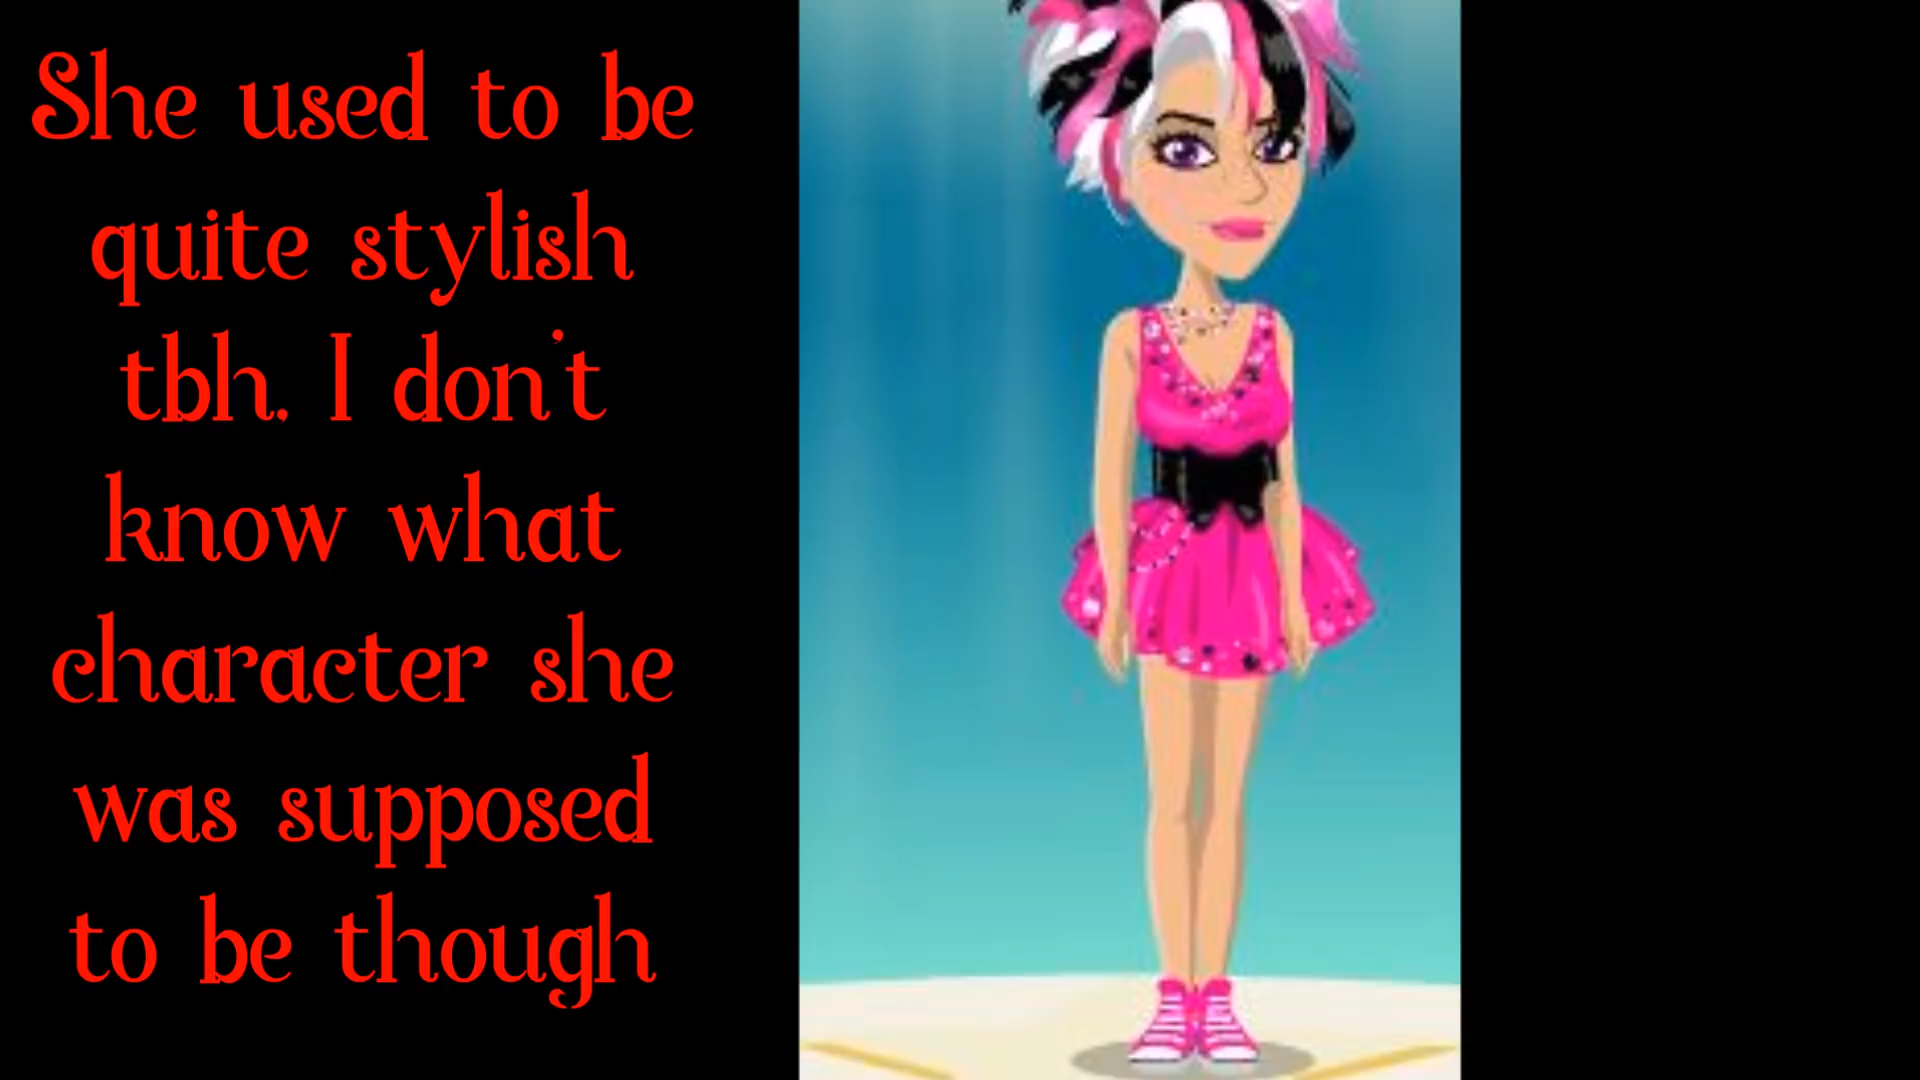 She used to be
quite stylish
tbh. I don't
know what
character she
was supposed
to be though